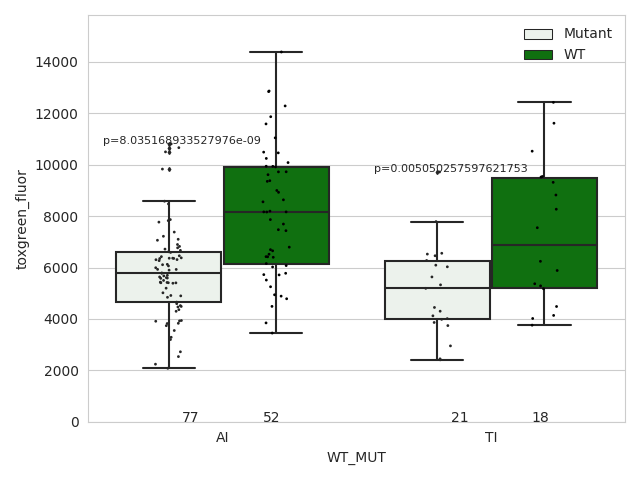 Mutant
WT
14000
12000
10000
8000
6000
4000
2000
0
toxgreen_fluor
p=8.035168933527976e-09
p=0.005050257597621753
77
52
21
18
AI
TI
WT_MUT